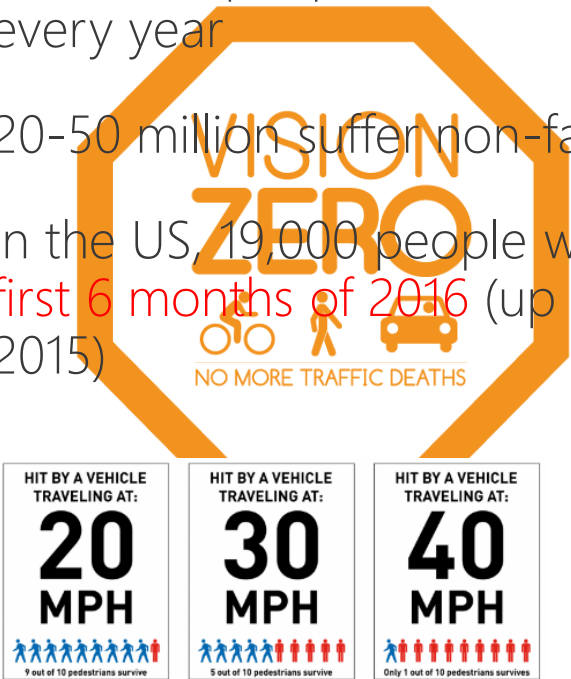 every year
20-50 million suffer non-fa
n the US, 19,000 people w
first 6 months of 2016 (up
2015)
VISION
ZERO
NO MORE TRAFFIC DEATHS
HIT BY A VEHICLE
TRAVELING AT:
20
MPH
9 out of 10 pedestrians survive
HIT BY A VEHICLE
TRAVELING AT:
30
MPH
5 out of 10 pedestrians survive
HIT BY A VEHICLE
TRAVELING AT:
40
MPH
Only 1 out of 10 pedestrians survives